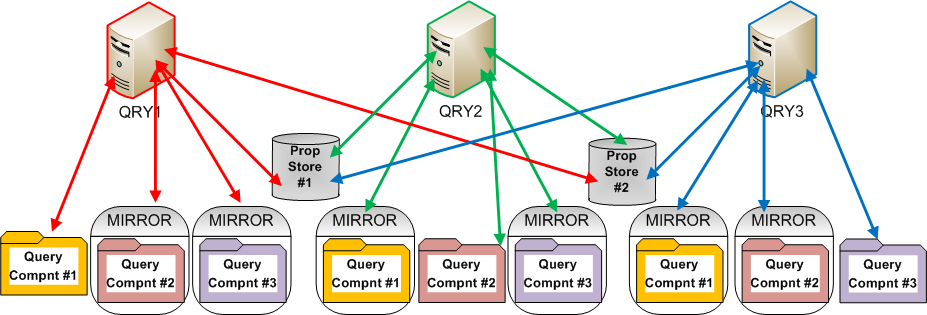 QRY1
QRY2
QRY3
Prop
Store
#1
Prop
Store
#2
MIRROR
MIRROR
MIRROR
MIRROR
MIRROR
MIRROR
Query
Compnt #1
Query
Compnt #2
Query
Compnt #3
Query
Compnt #1
Query
Compnt #2
Query
Compnt #3
Query
Compnt #1
Query
Compnt #2
Query
Compnt #3